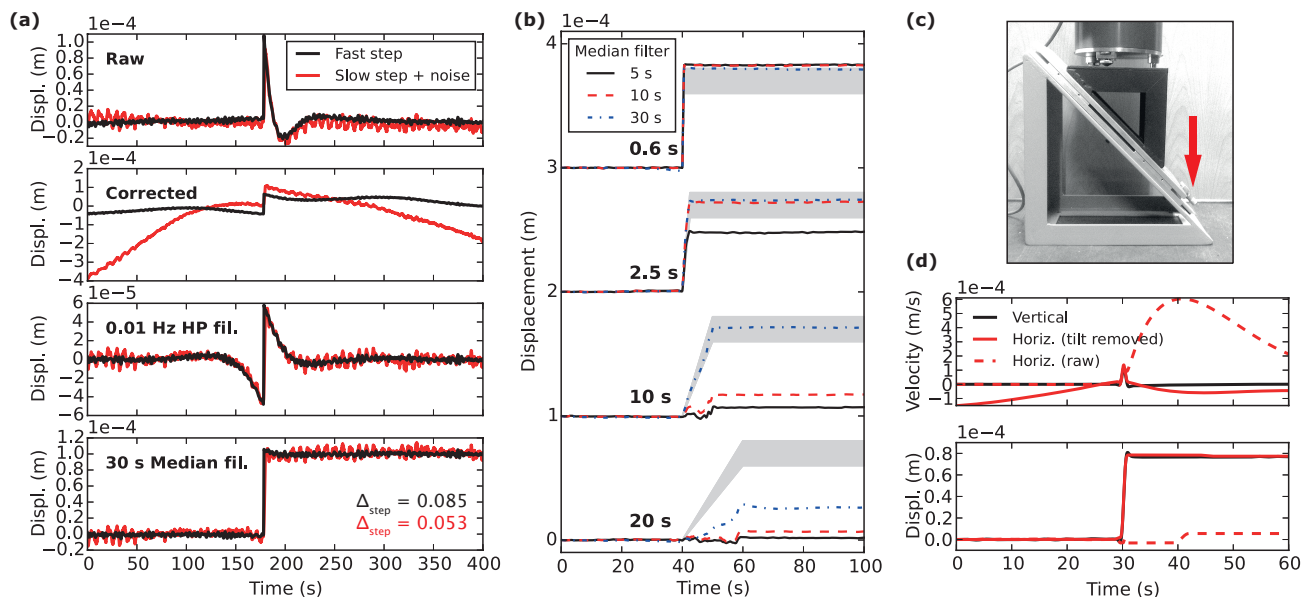 (a)
1e−4
Displ. (m)
1.0
0.8
0.6
0.4
0.2
0.0
−0.2
Raw
Fast step
Slow step + noise
1e−4
Displ. (m)
2
1
0
−1
−2
−3
−4
Corrected
1e−5
Displ. (m)
6
4
2
0
−2
−4
−6
0.01 Hz HP fil.
Displ. (m)
1.2
1.0
0.8
0.6
0.4
0.2
0.0
−0.2
1e−4
30 s Median fil.
Δstep = 0.085
Δstep = 0.053
0 50 100 150 200 250 300 350 400
Time (s)
(b)
1e−4
Displacement (m)
4
3
2
1
0
Median filter
5 s
10 s
30 s
0.6 s
2.5 s
10 s
20 s
0 20 40 60 80 100
Time (s)
(c)
(d)
1e−4
Velocity (m/s)
6
5
4
3
2
1
0
−1
Vertical
Horiz. (tilt removed)
Horiz. (raw)
1e−4
Displ. (m)
0.8
0.6
0.4
0.2
0.0
0 10 20 30 40 50 60
Time (s)